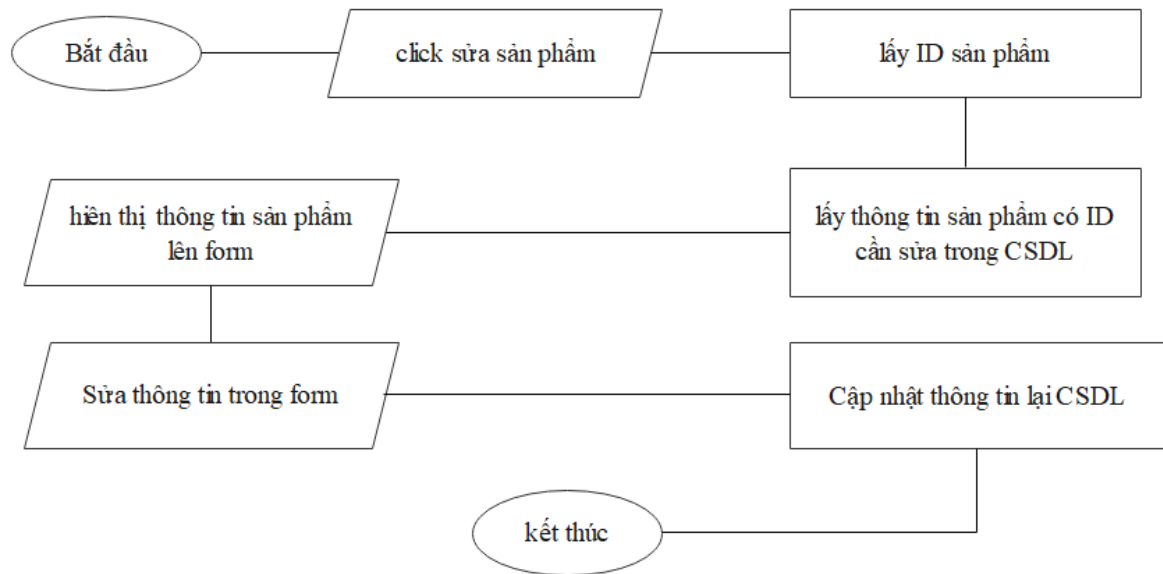 Bắt đầu
click sửa sản phẩm
lấy ID sản phẩm
lấy thông tin sản phẩm có ID
cần sửa trong CSDL
hiên thị thông tin sản phẩm
lên form
Sửa thông tin trong form
Cập nhật thông tin lại CSDL
kết thúc